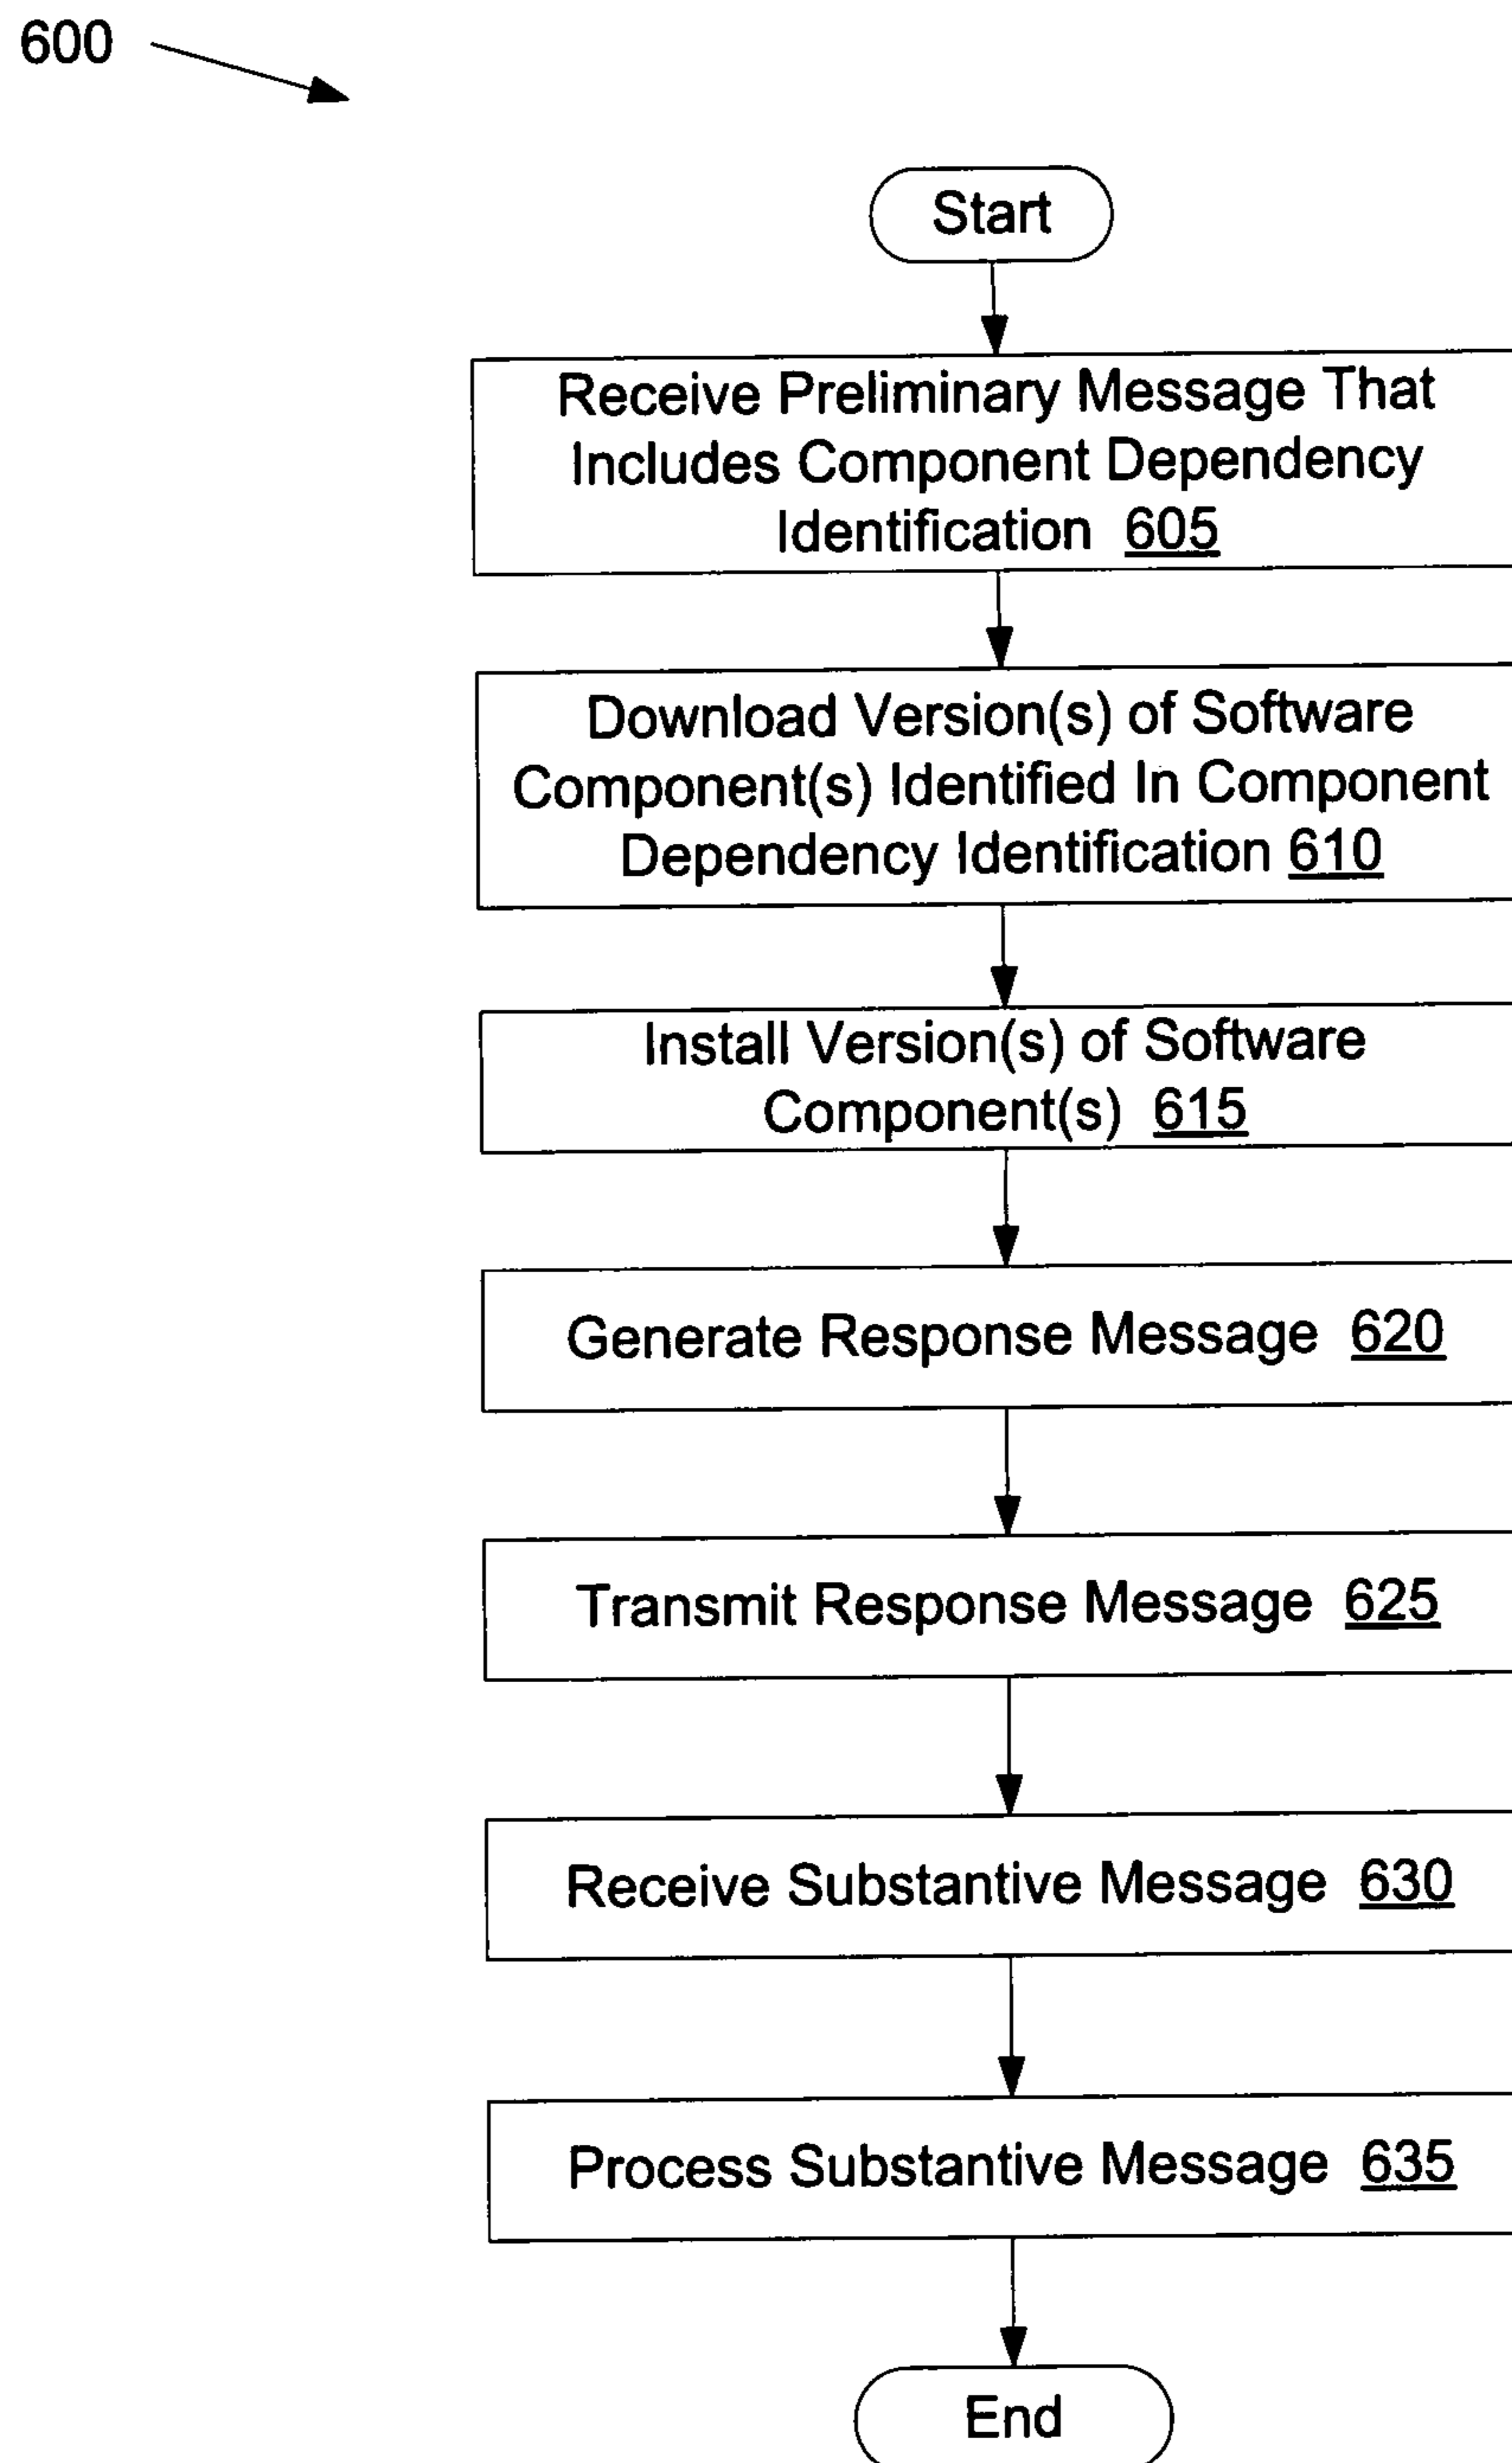 600
Start
Receive Preliminary Message That
Includes Component Dependency
Identification 605
Download Version(s) of Software
Component(s) Identified In Component
Dependency Identification 610
Install Version(s) of Software
Component(s) 615
Generate Response Message 620
Transmit Response Message 625
Receive Substantive Message 630
Process Substantive Message 635
End